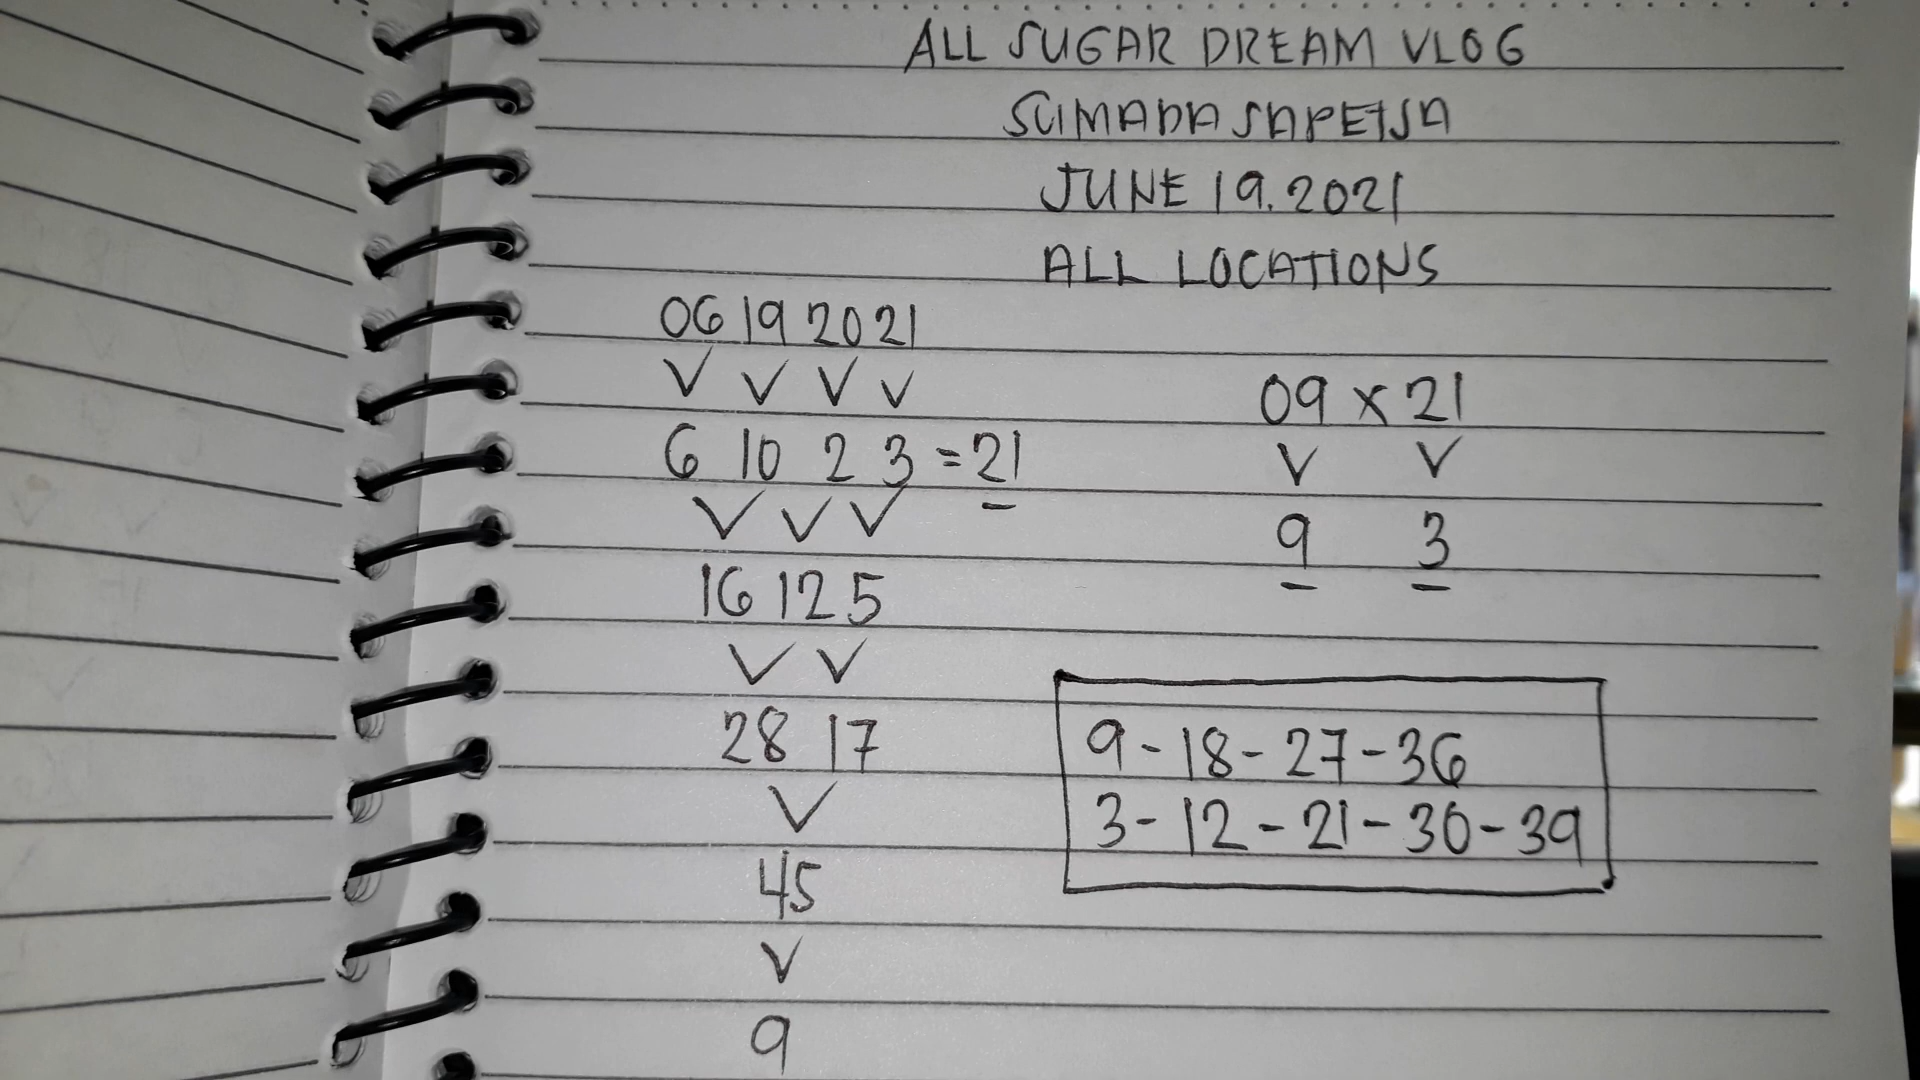 ALL SUGAR DREAM VLOG
JUNE 19.2021
ALL LOCATIONS
06 19 20 21
V V V V
6 10 2 3 = 21
V V V
16 12 5
V V
28 17
V
45
V
9
09 x 21
V V
9 3
9-18-27-36
3-12-21-30-39